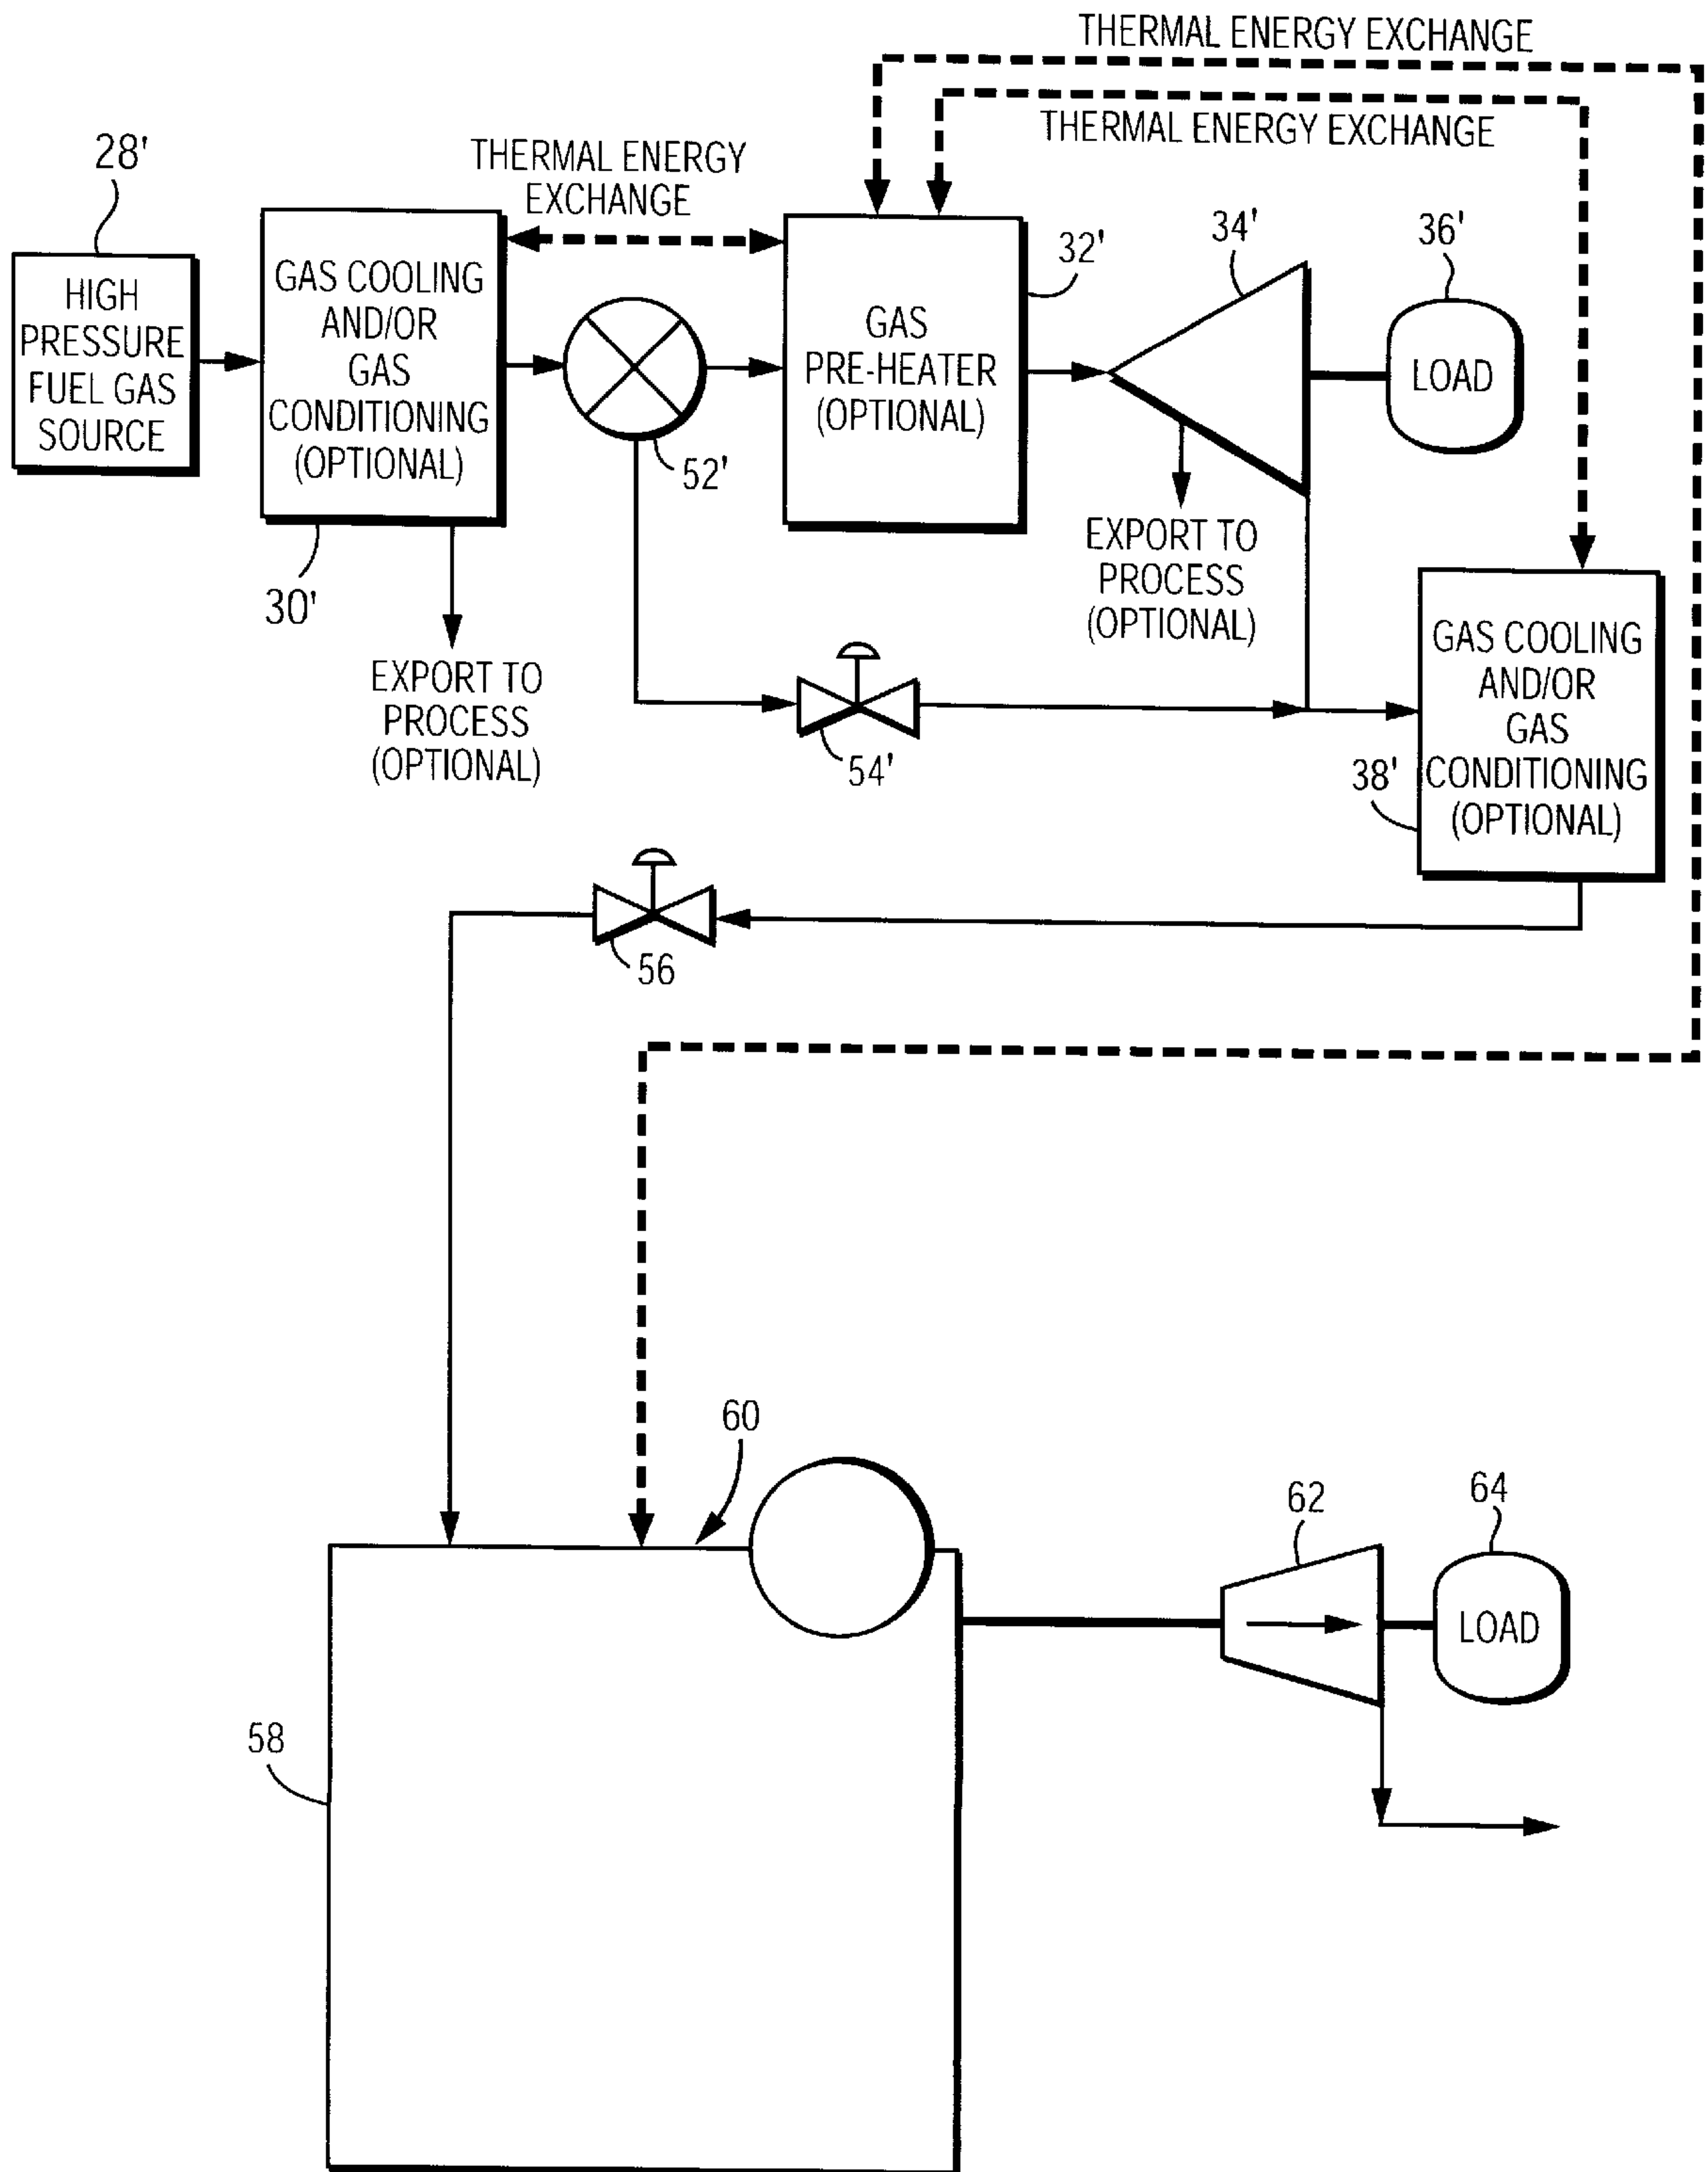 THERMAL ENERGY EXCHANGE
THERMAL ENERGY EXCHANGE
28'
THERMAL ENERGY
EXCHANGE
HIGH
PRESSURE
FUEL GAS
SOURCE
GAS COOLING
AND/OR
GAS
CONDITIONING
(OPTIONAL)
30'
EXPORT TO
PROCESS
(OPTIONAL)
52'
GAS
PRE-HEATER
(OPTIONAL)
32'
34'
36'
LOAD
EXPORT TO
PROCESS
(OPTIONAL)
54'
GAS COOLING
AND/OR
GAS
CONDITIONING
(OPTIONAL)
38'
56
60
62
64
LOAD
58